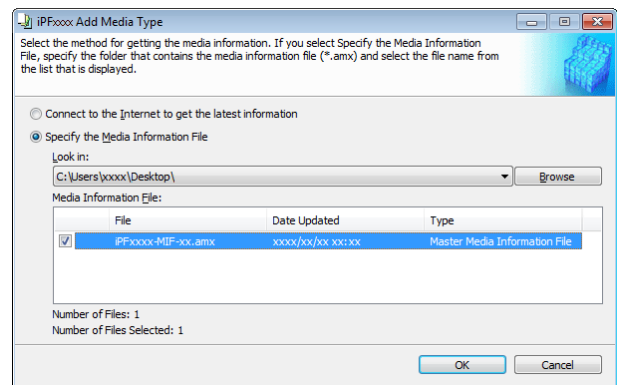 iPFxxxx Add Media Type
Select the method for getting the media information. If you select Specify the Media Information
File, specify the folder that contains the media information file (*.amx) and select the file name from
the list that is displayed.
Connect to the Internet to get the latest information
Specify the Media Information File
Look in:
C:\Users\xxxx\Desktop\ Browse
Media Information File:
File Date Updated Type
iPFxxxx-MIF-xx.amx xxxx/xx/xx xx:xx Master Media Information File
Number of Files: 1
Number of Files Selected: 1
OK Cancel